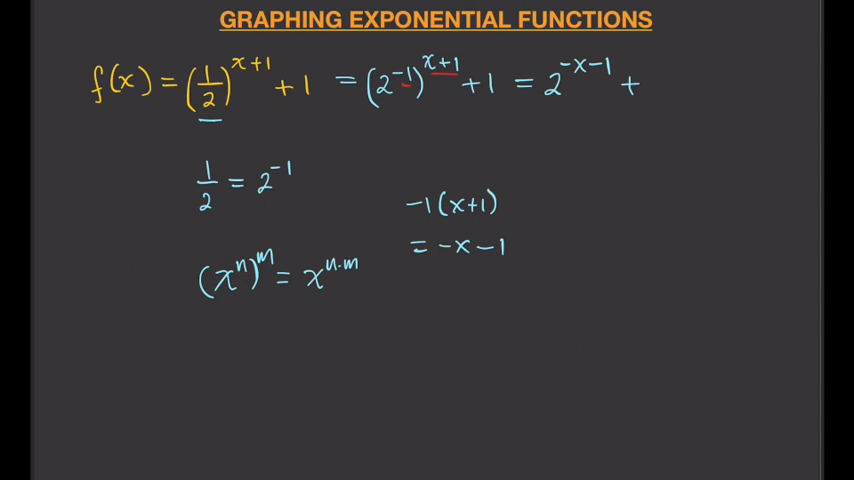 GRAPHING EXPONENTIAL FUNCTIONS
f(x) = (1/2)^(x+1) + 1 = (2^-1)^(x+1) + 1 = 2^(-x-1) +
1/2 = 2^-1
-1(x+1)
= -x-1
(x^n)^m = x^(n·m)